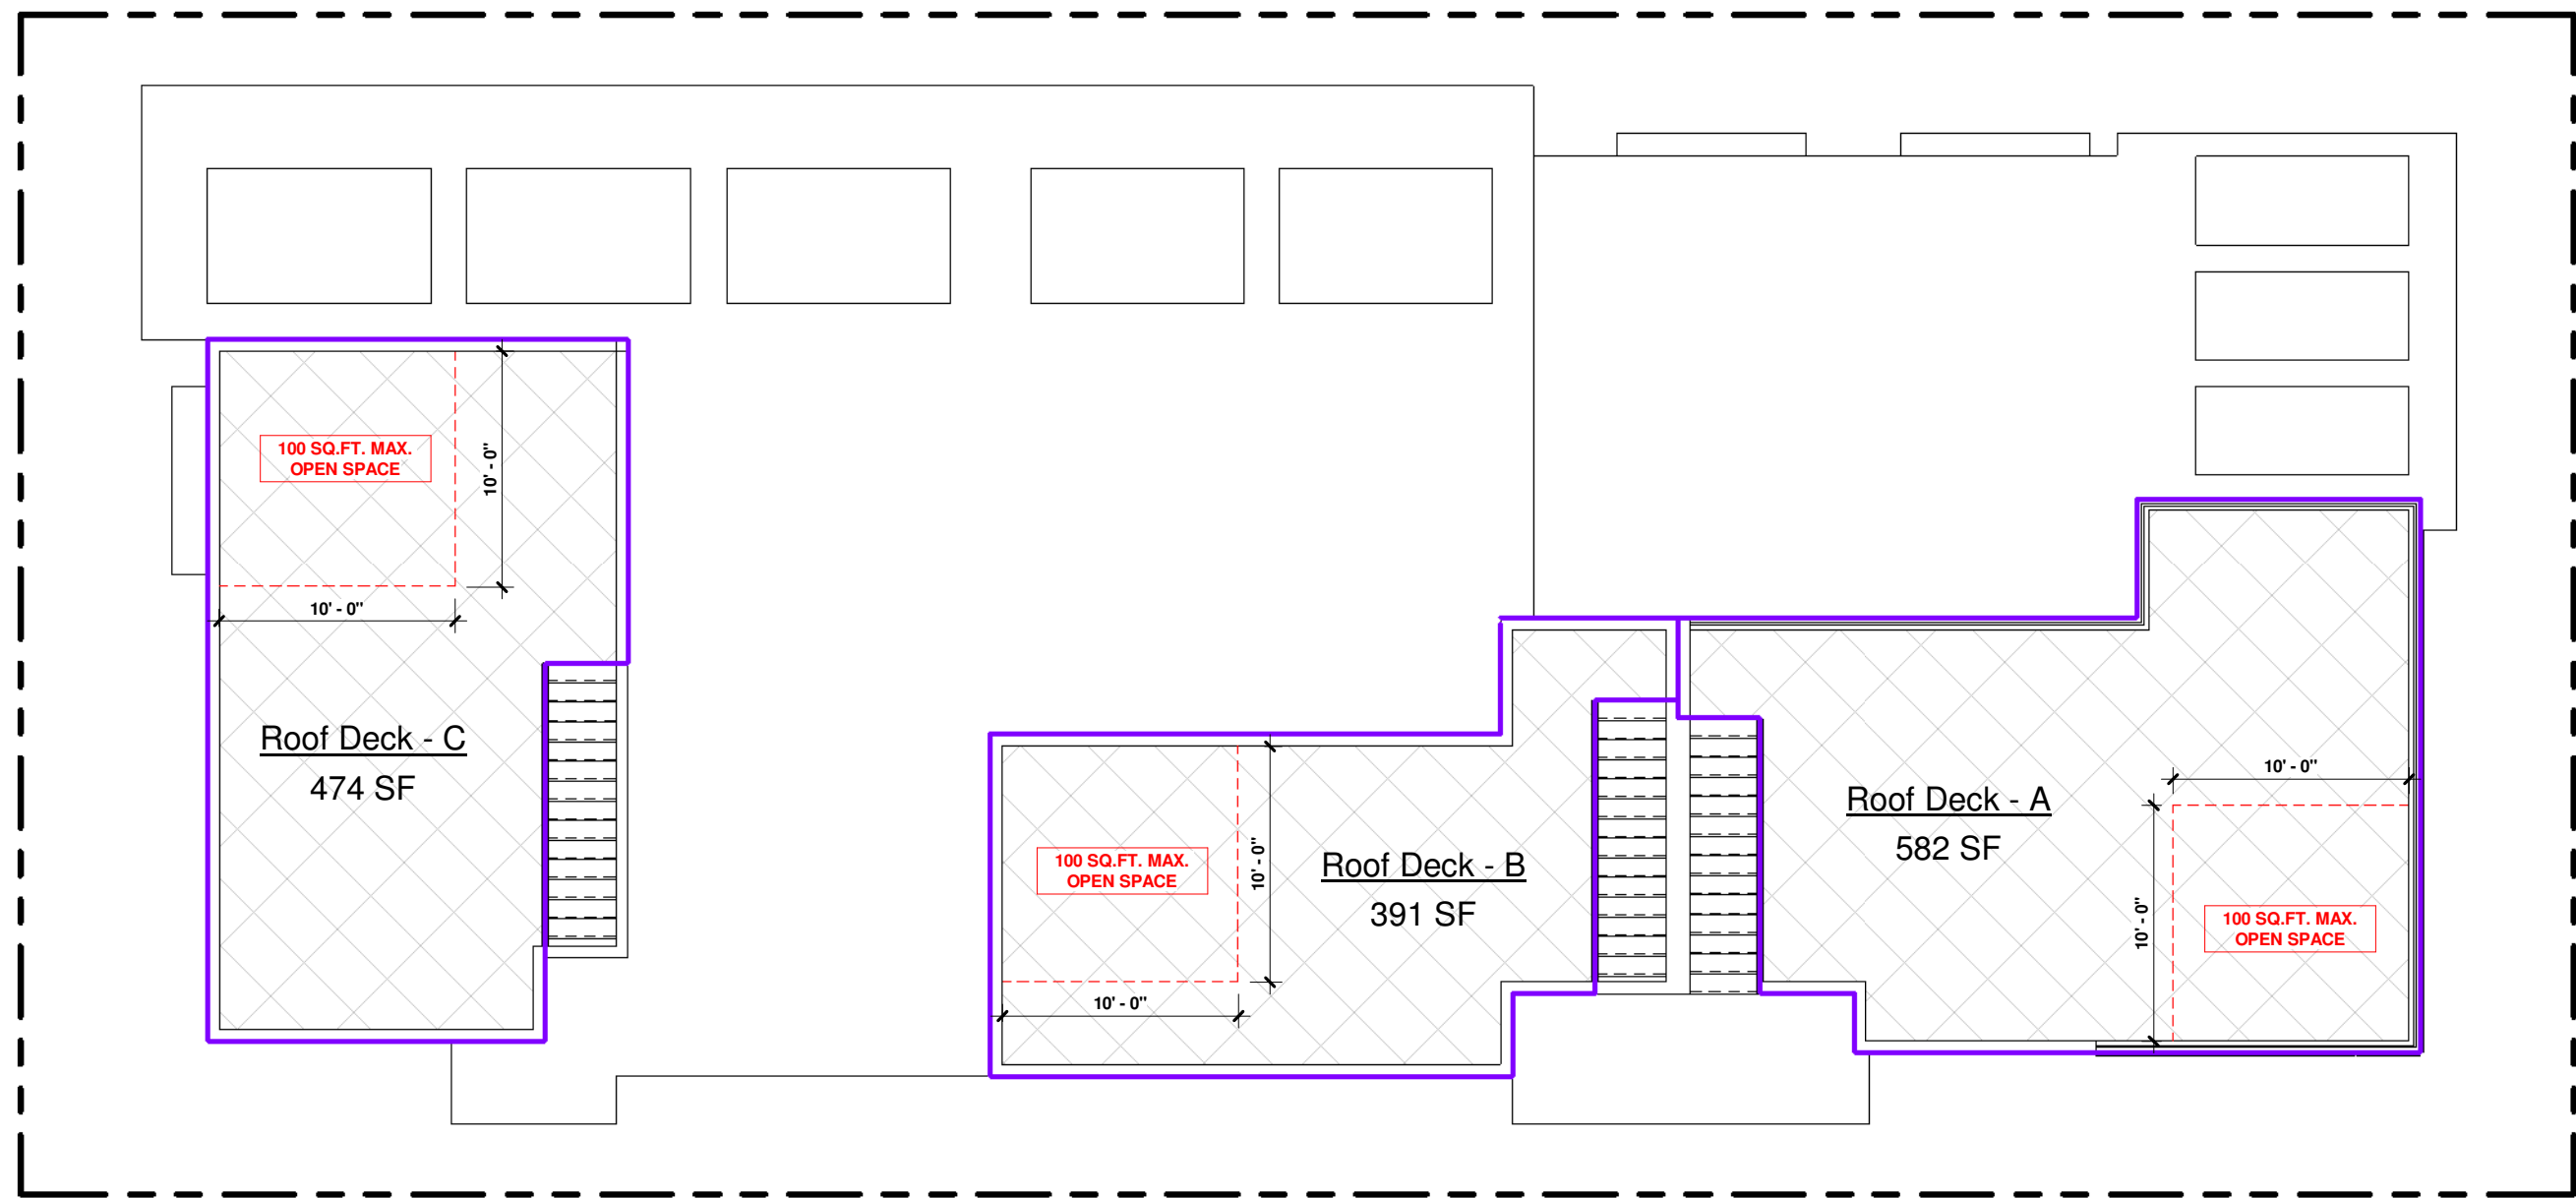 100 SQ.FT. MAX.
OPEN SPACE
10' - 0"
10' - 0"
Roof Deck - C
474 SF
100 SQ.FT. MAX.
OPEN SPACE
10' - 0"
10' - 0"
Roof Deck - B
391 SF
Roof Deck - A
582 SF
10' - 0"
10' - 0"
100 SQ.FT. MAX.
OPEN SPACE